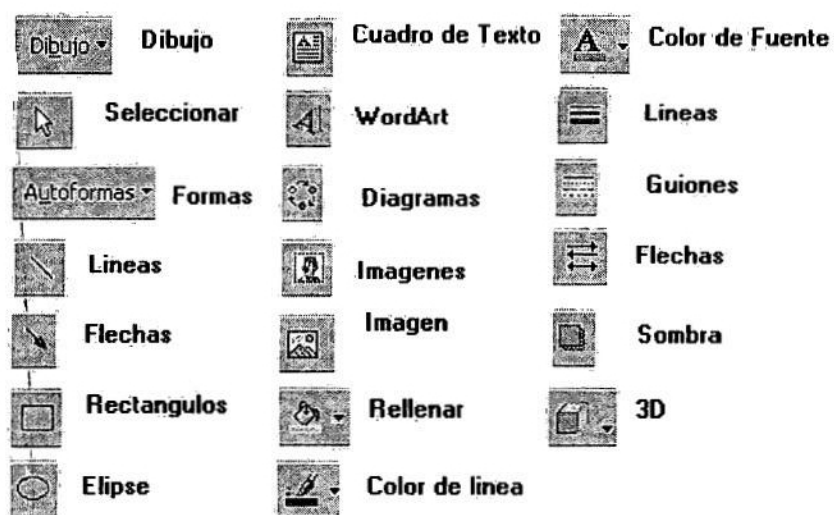 Dibujo Dibujo
Seleccionar
Autoformas Formas
Lineas
Flechas
Rectangulos
Elipse
Cuadro de Texto
WordArt
Diagramas
Imagenes
Imagen
Rellenar
Color de linea
Color de Fuente
Lineas
Guiones
Flechas
Sombra
3D